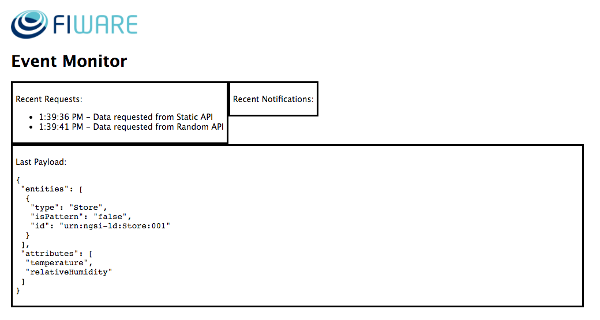 FIWARE
Event Monitor
Recent Requests:
• 1:39:36 PM - Data requested from Static API
• 1:39:41 PM - Data requested from Random API
Recent Notifications:
Last Payload:
{
 "entities": [
  {
   "type": "Store",
   "isPattern": "false",
   "id": "urn:ngsi-ld:Store:001"
  }
 ],
 "attributes": [
  "temperature",
  "relativeHumidity"
 ]
}